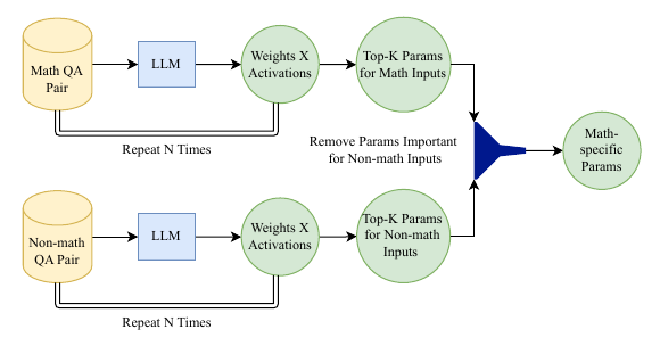 Math QA
Pair
LLM
Weights X
Activations
Top-K Params
for Math Inputs
Repeat N Times
Remove Params Important
for Non-math Inputs
Math-
specific
Params
Non-math
QA Pair
LLM
Weights X
Activations
Top-K Params
for Non-math
Inputs
Repeat N Times